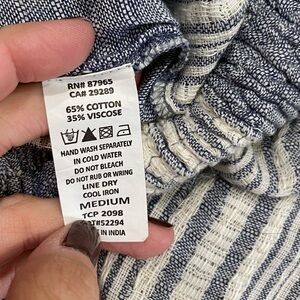 RN# 87965
CA# 29289
65% COTTON
35% VISCOSE
HAND WASH SEPARATELY
IN COLD WATER
DO NOT BLEACH
DO NOT RUB OR WRING
LINE DRY
COOL IRON
MEDIUM
TCP 2098
#52294
IN INDIA